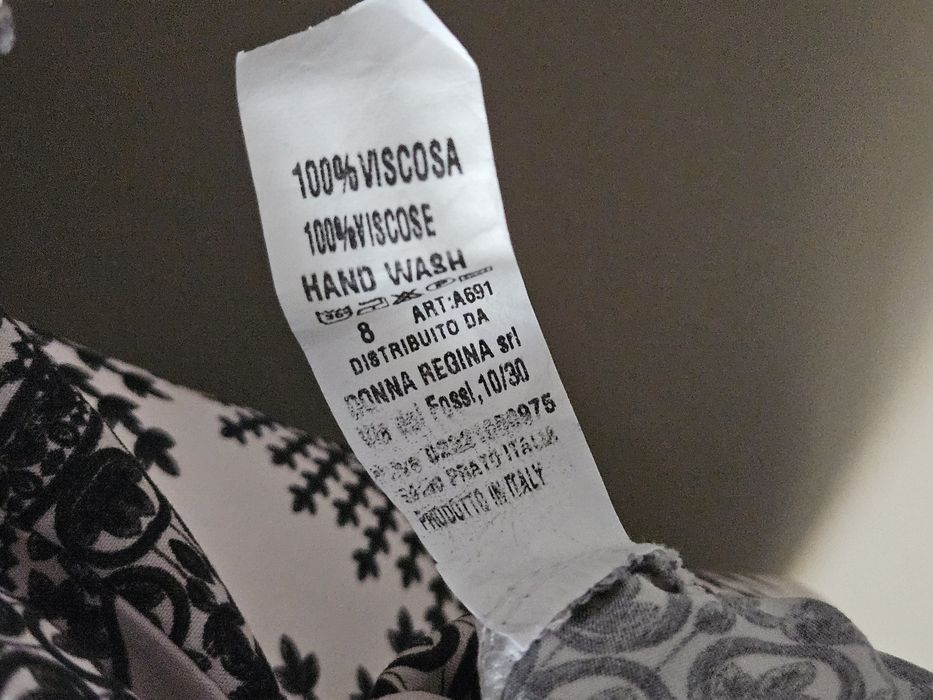 100% VISCOSA
100% VISCOSE
HAND WASH
8 ART:A691
DISTRIBUITO DA
DONNA REGINA srl
Fossi, 10/30
PRATO ITALIA
PRODOTTO IN ITALY